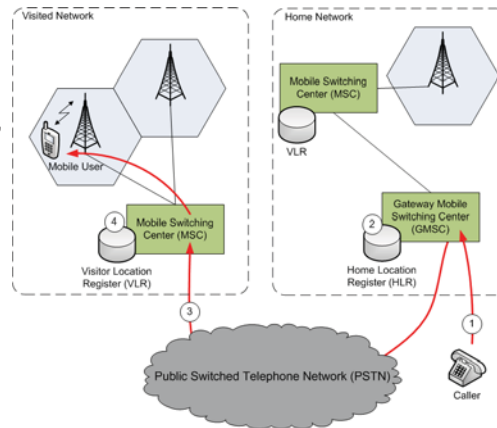 Visited Network
Home Network
Mobile Switching
Center (MSC)
VLR
Mobile User
4
Mobile Switching
Center (MSC)
Visitor Location
Register (VLR)
2
Gateway Mobile
Switching Center
(GMSC)
Home Location
Register (HLR)
3
1
Public Switched Telephone Network (PSTN)
Caller